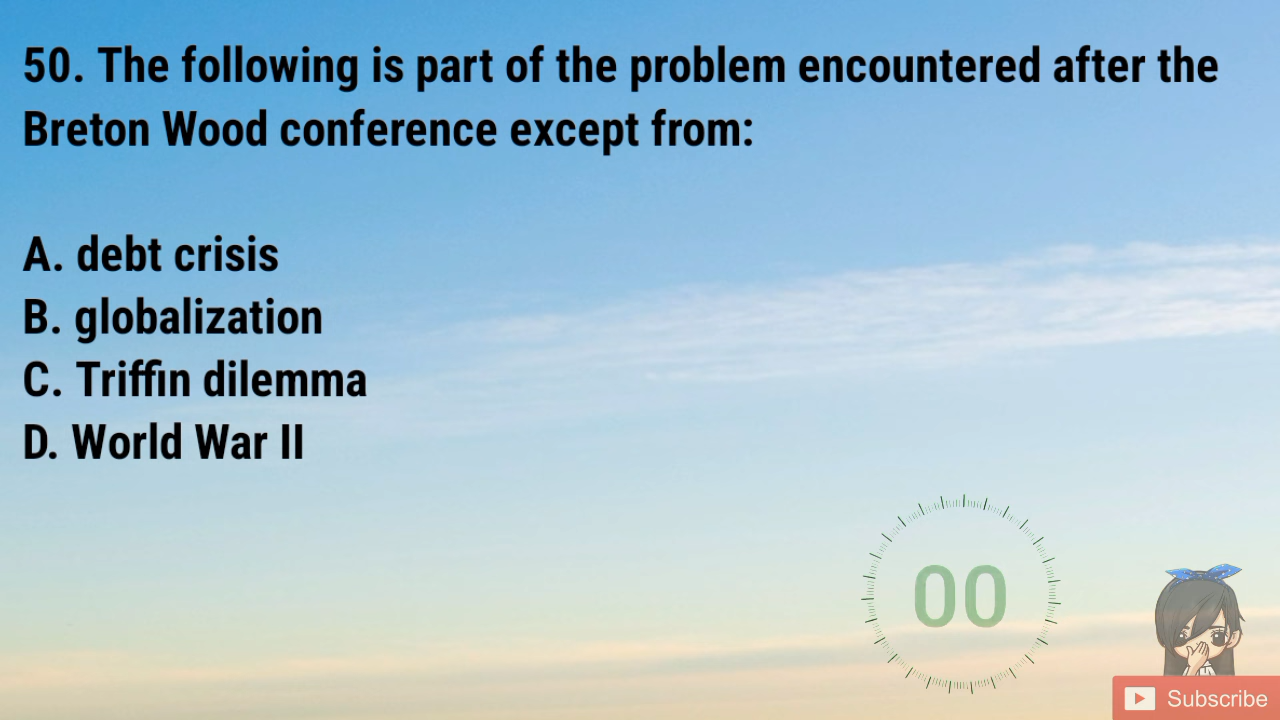 50. The following is part of the problem encountered after the
Breton Wood conference except from:
A. debt crisis
B. globalization
C. Triffin dilemma
D. World War II
00
Subscribe